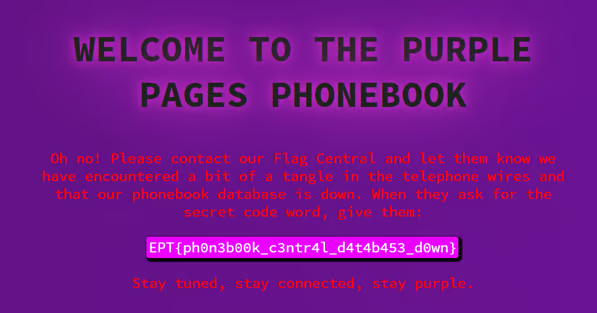 WELCOME TO THE PURPLE
PAGES PHONEBOOK
Oh no! Please contact our Flag Central and let them know we
have encountered a bit of a tangle in the telephone wires and
that our phonebook database is down. When they ask for the
secret code word, give them:
EPT{ph0n3b00k_c3ntr4l_d4t4b453_d0wn}
Stay tuned, stay connected, stay purple.